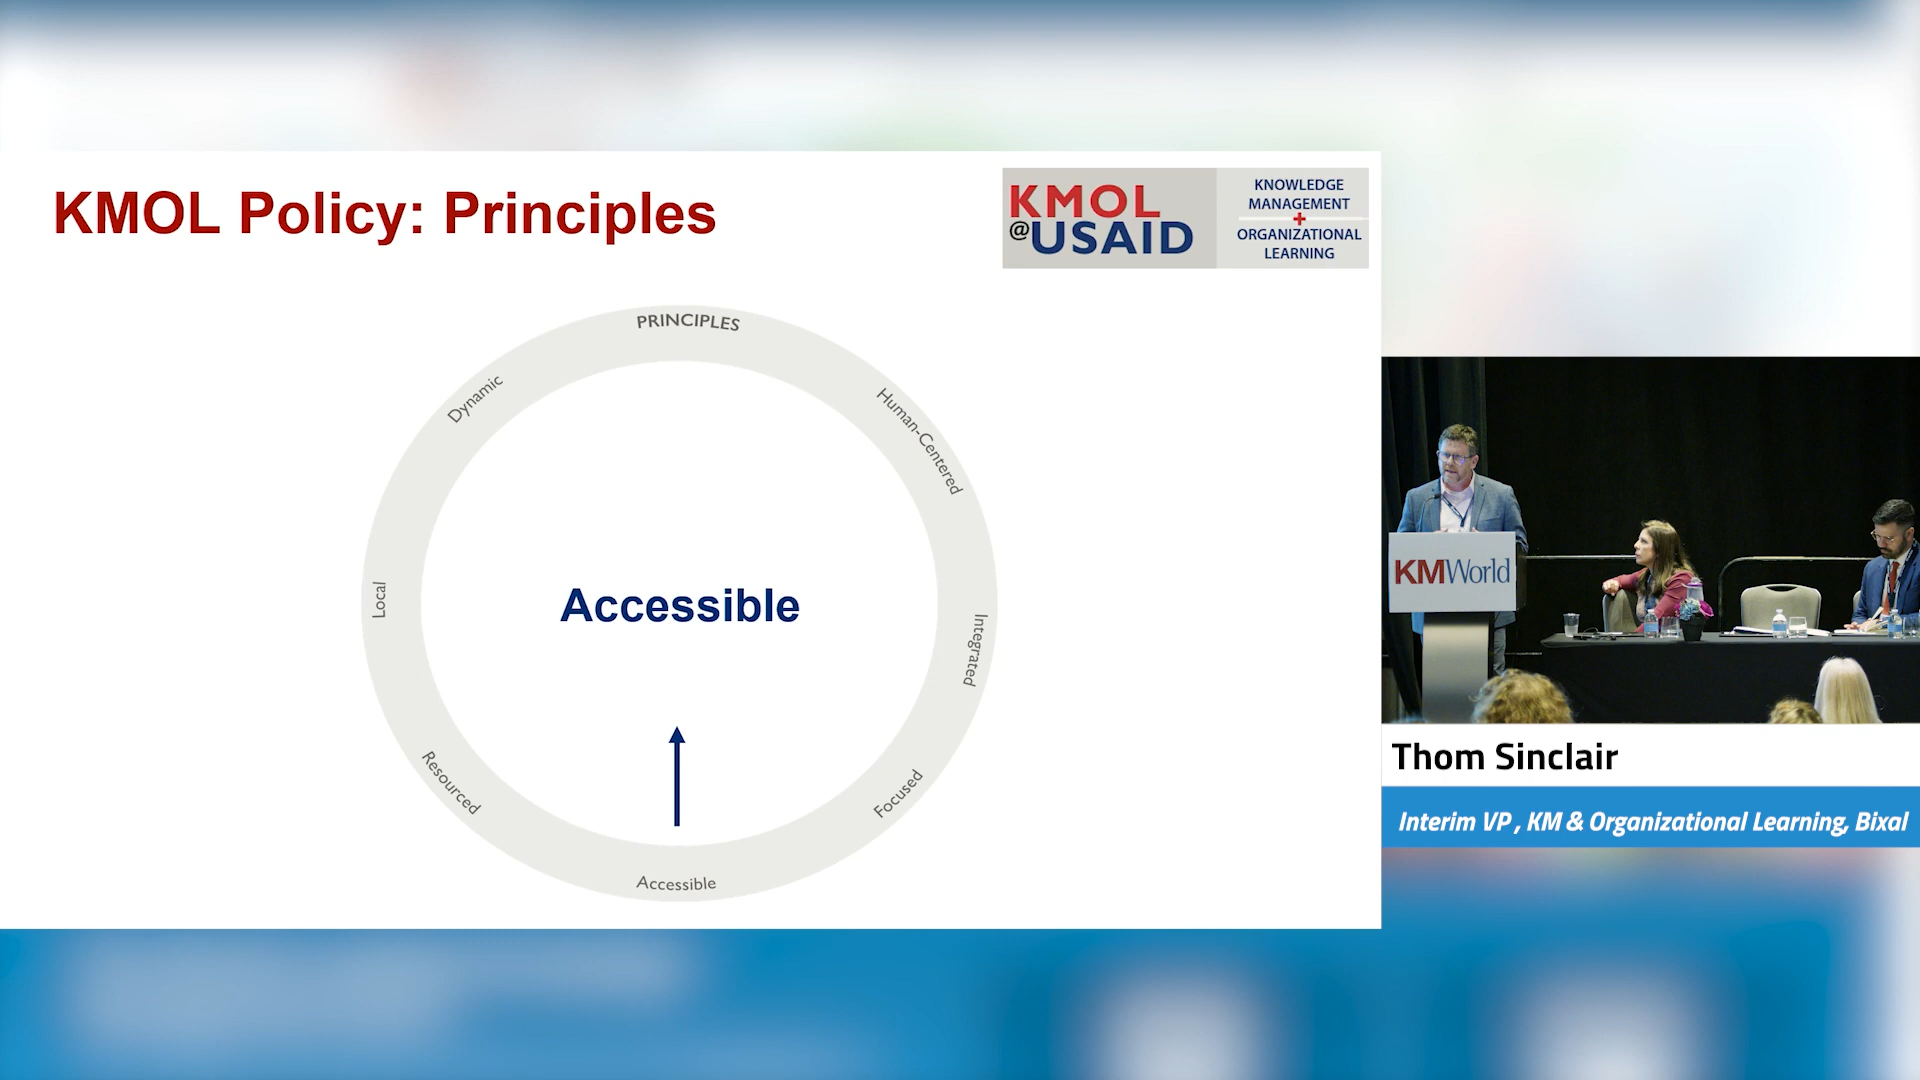 KMOL Policy: Principles
KMOL
@USAID
KNOWLEDGE
MANAGEMENT
+
ORGANIZATIONAL
LEARNING
PRINCIPLES
Dynamic
Human-Centered
Local
Accessible
Integrated
Resourced
Focused
Accessible
KMWorld
Thom Sinclair
Interim VP , KM & Organizational Learning, Bixal